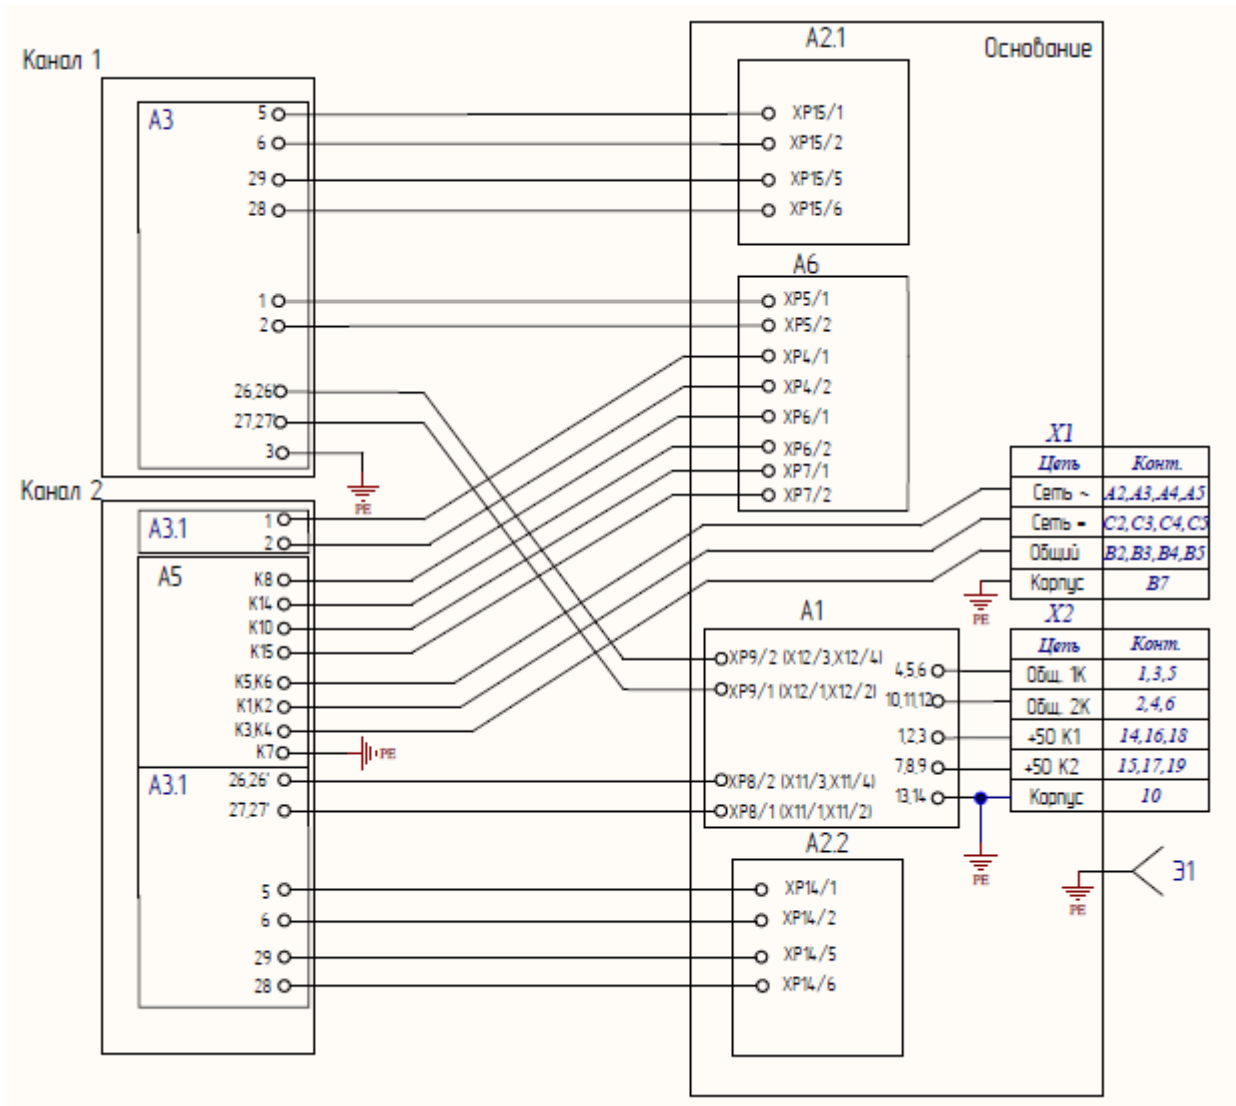 Канал 1
A3
5
6
29
28
1
2
26,26'
27,27'
3
PE
Канал 2
A3.1
1
2
A5
K8
K14
K10
K15
K5,K6
K1,K2
K3,K4
K7
PE
A3.1
26,26'
27,27'
5
6
29
28
Основание
A2.1
XP15/1
XP15/2
XP15/5
XP15/6
A6
XP5/1
XP5/2
XP4/1
XP4/2
XP6/1
XP6/2
XP7/1
XP7/2
A1
XP9/2 (X12/3,X12/4)
XP9/1 (X12/1,X12/2)
XP8/2 (X11/3,X11/4)
XP8/1 (X11/1,X11/2)
4,5,6
10,11,12
1,2,3
7,8,9
13,14
PE
A2.2
XP14/1
XP14/2
XP14/5
XP14/6
X1
Цепь Конт.
Сеть ~ A2,A3,A4,A5
Сеть = C2,C3,C4,C5
Общий B2,B3,B4,B5
Корпус B7
PE
X2
Цепь Конт.
Общ. 1К 1,3,5
Общ. 2К 2,4,6
+50 К1 14,16,18
+50 К2 15,17,19
Корпус 10
PE
Э1